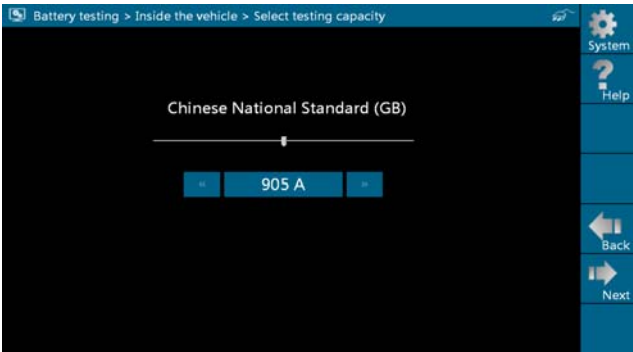 Battery testing > Inside the vehicle > Select testing capacity
System
Help
Chinese National Standard (GB)
« 905 A »
Back
Next